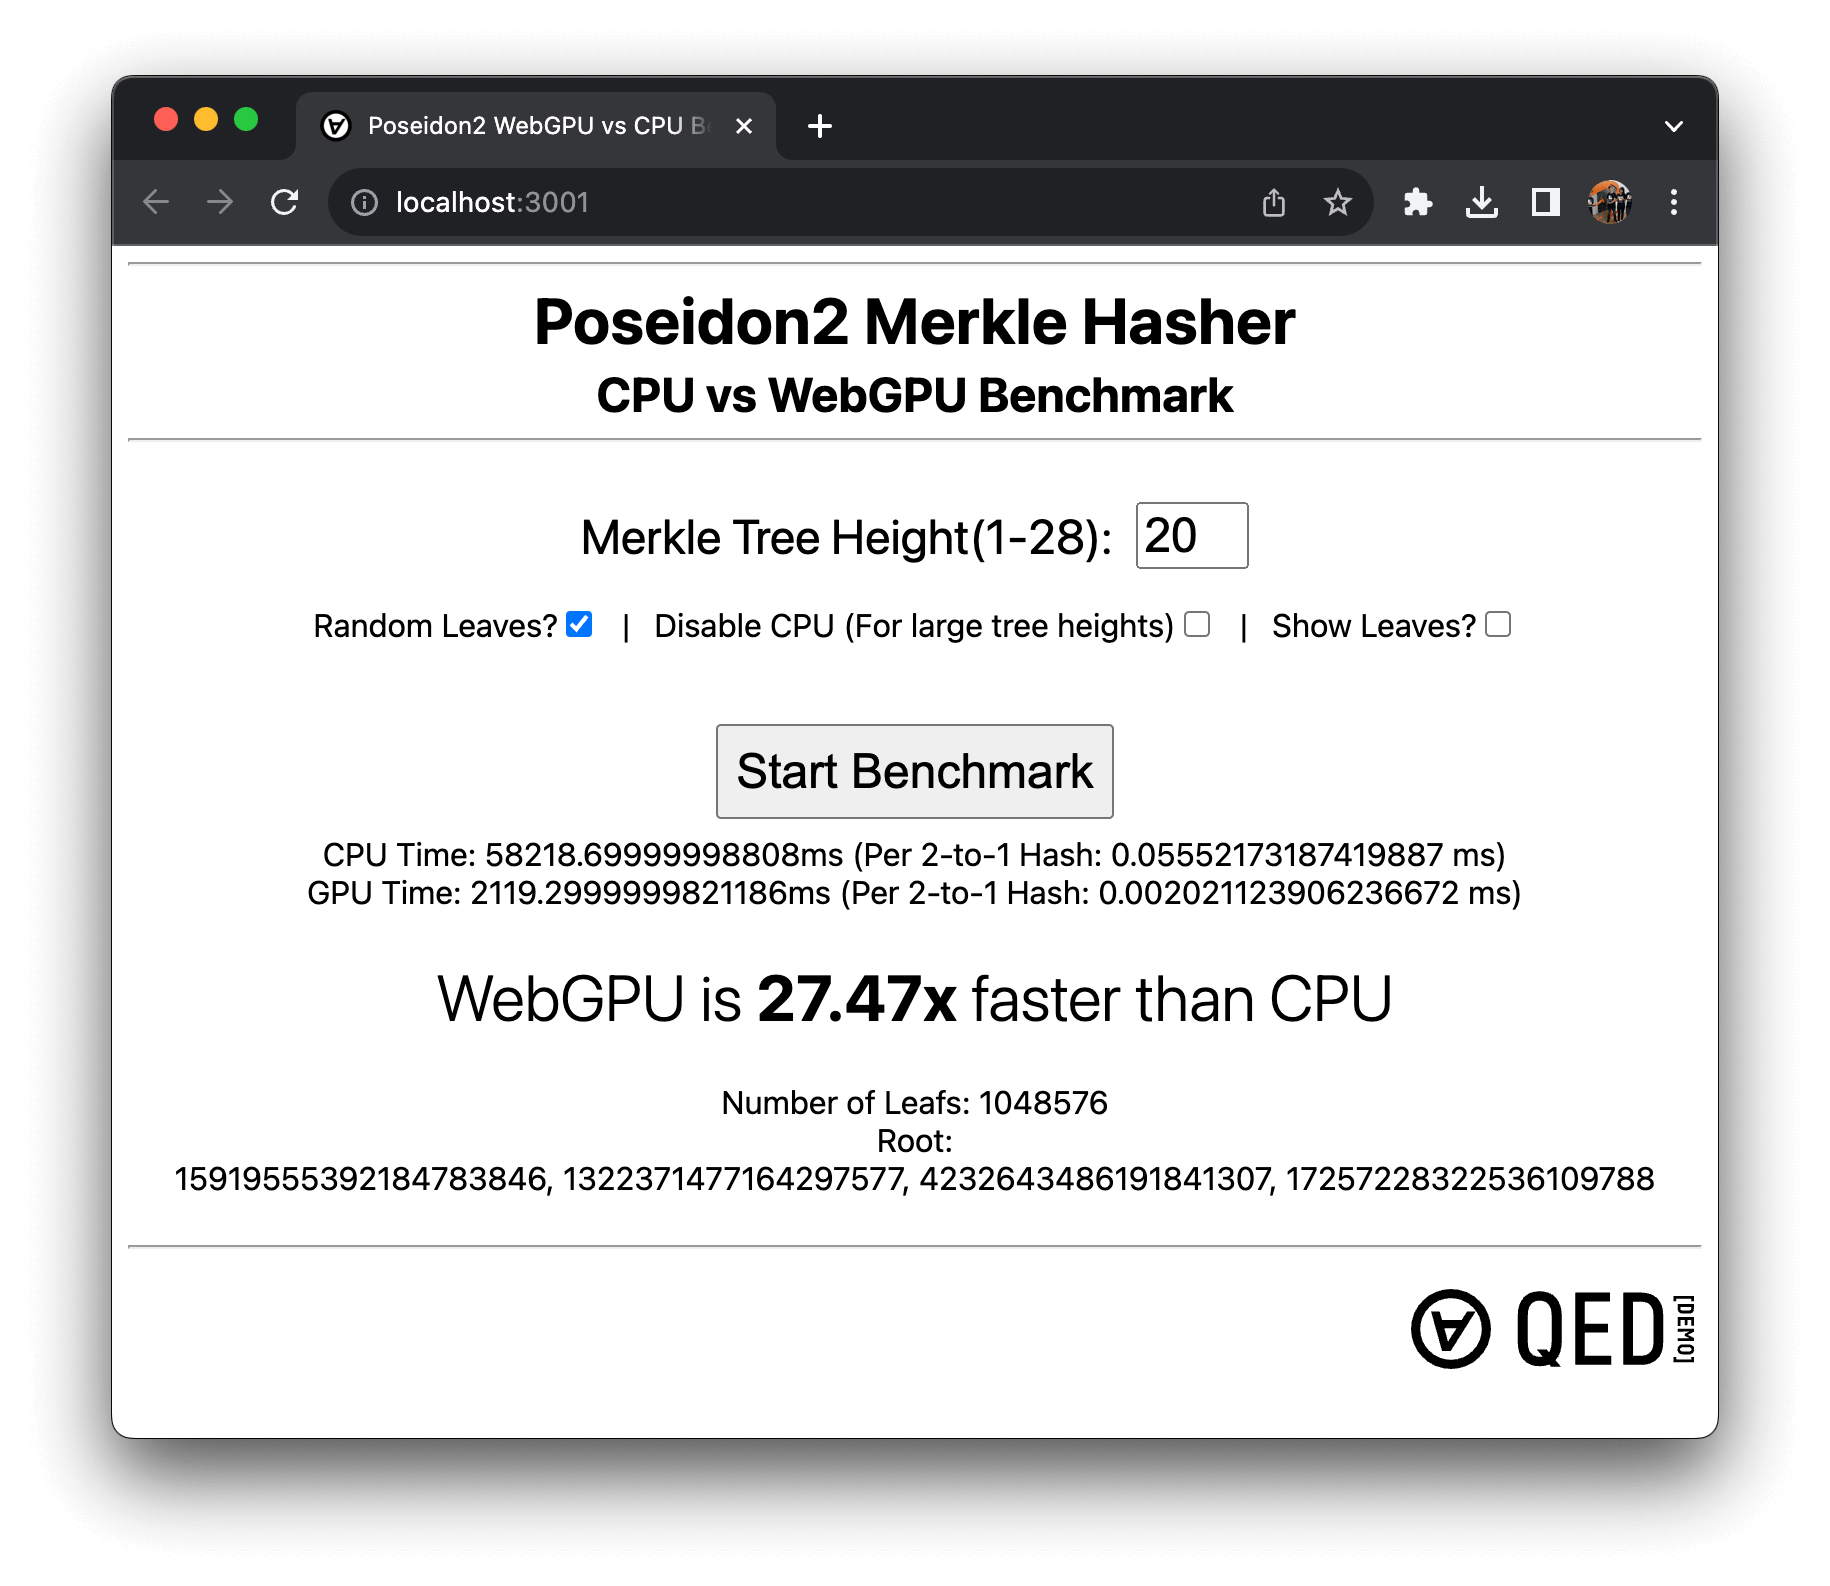 Poseidon2 WebGPU vs CPU B
localhost:3001
Poseidon2 Merkle Hasher
CPU vs WebGPU Benchmark
Merkle Tree Height(1-28): 20
Random Leaves? | Disable CPU (For large tree heights) | Show Leaves?
Start Benchmark
CPU Time: 58218.69999998808ms (Per 2-to-1 Hash: 0.05552173187419887 ms)
GPU Time: 2119.2999999821186ms (Per 2-to-1 Hash: 0.002021123906236672 ms)
WebGPU is 27.47x faster than CPU
Number of Leafs: 1048576
Root:
15919555392184783846, 1322371477164297577, 4232643486191841307, 17257228322536109788
QED [DEMO]